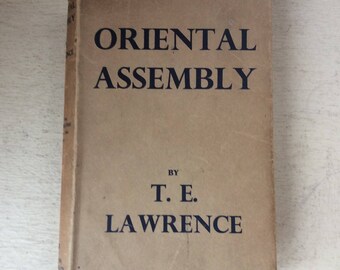 ORIENTAL
ASSEMBLY
BY
T. E.
LAWRENCE